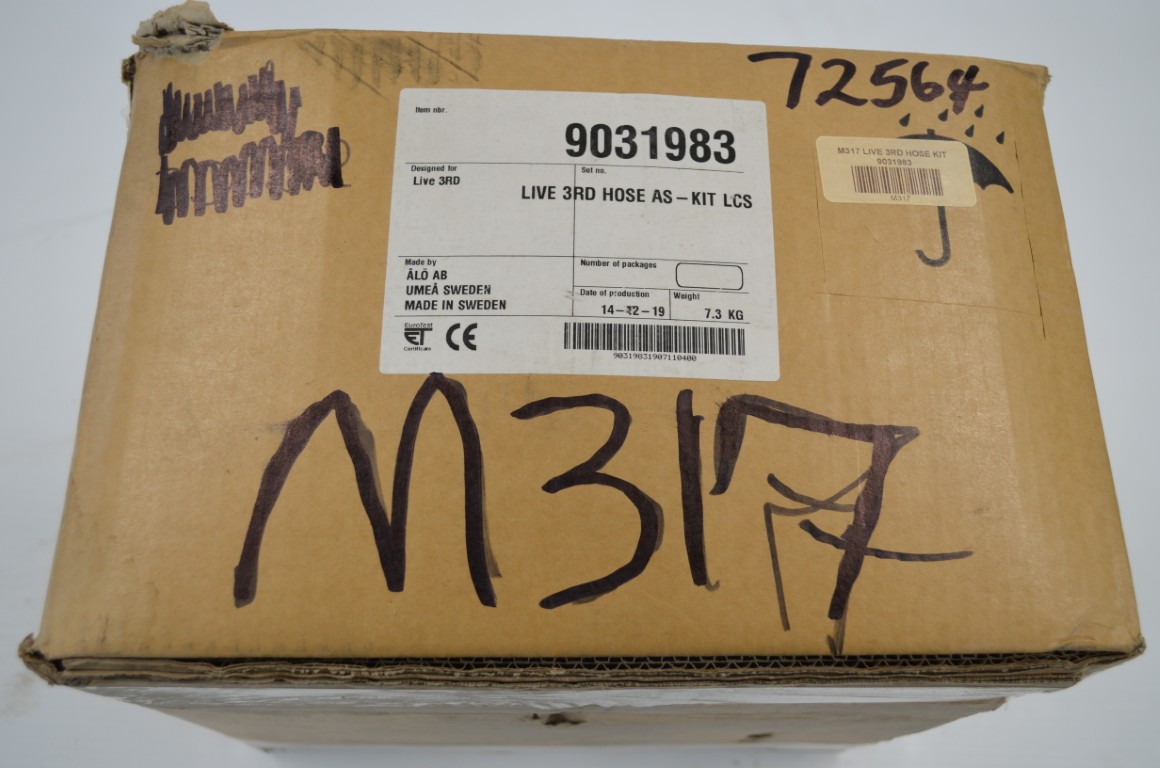 72564
Item nbr.
9031983
Designed for
Live 3RD
Set no.
LIVE 3RD HOSE AS-KIT LCS
Made by
ÅLÖ AB
UMEÅ SWEDEN
MADE IN SWEDEN
Number of packages
Date of production
14-12-19
Weight
7.3 KG
EuroTest
ET
Certificate
CE
90319031907110400
M317 LIVE 3RD HOSE KIT
9031983
M317
M317